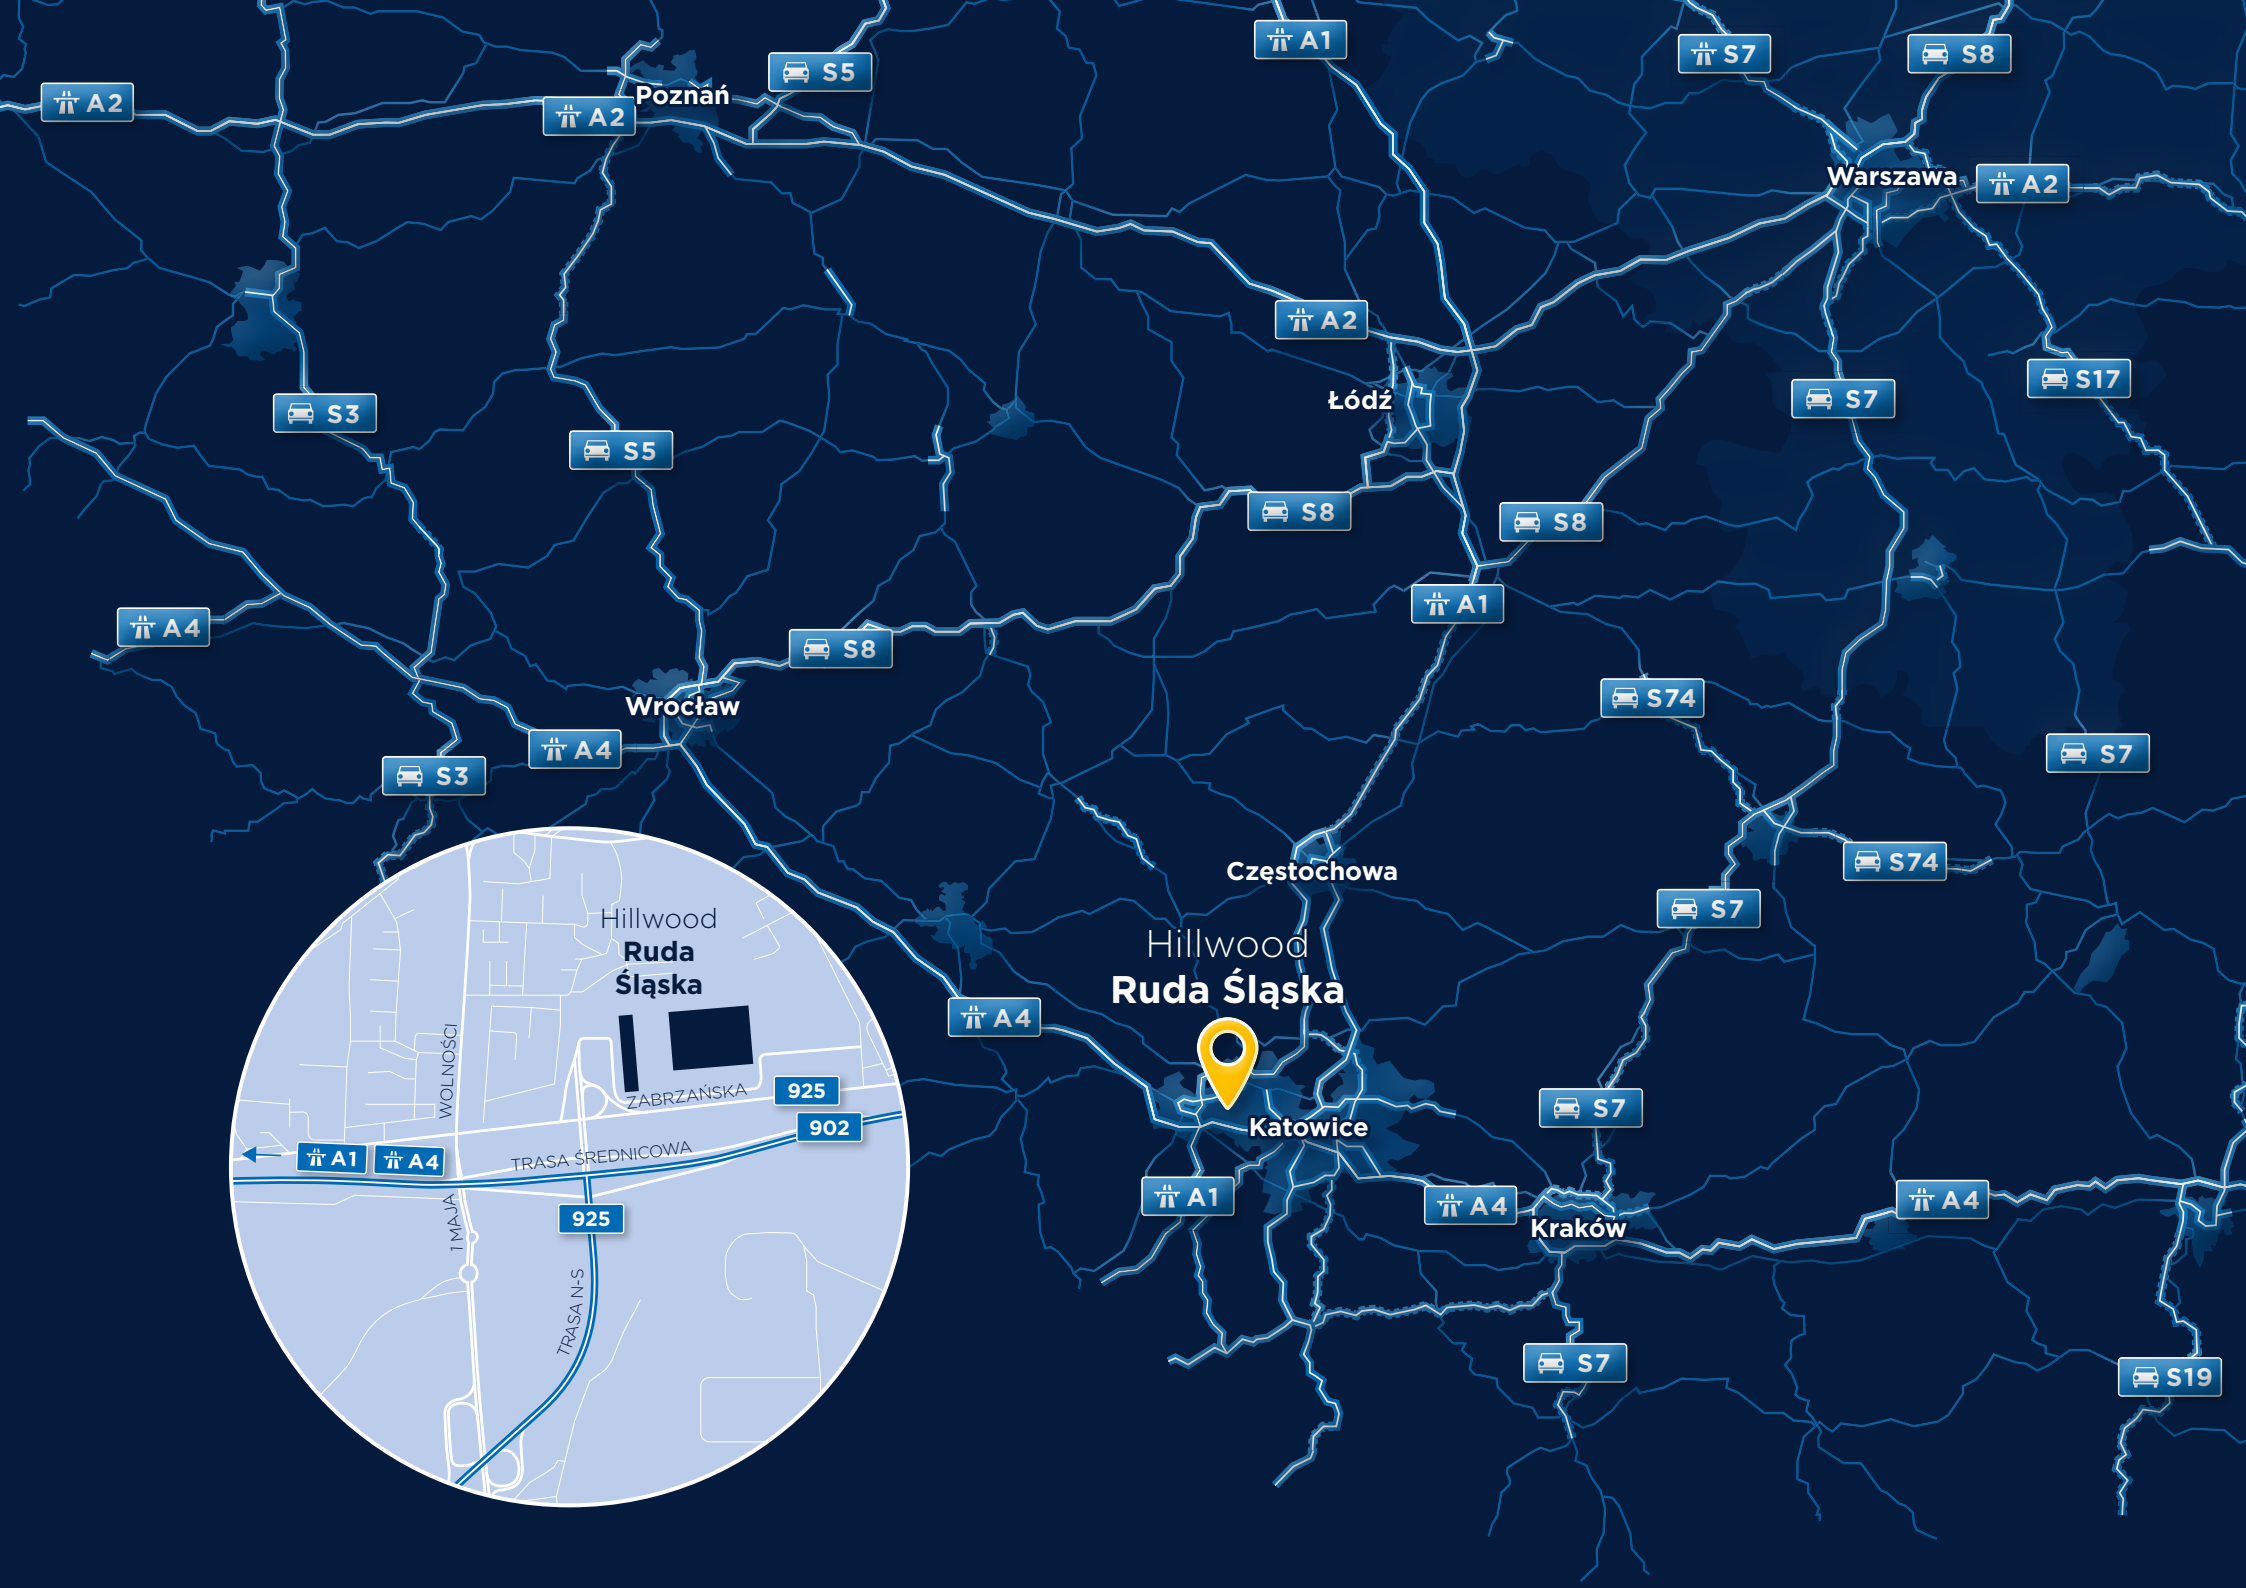 A1
S7
S8
S5
A2
Poznań
A2
Warszawa
A2
A2
S17
Łódź
S7
S3
S5
S8
S8
A1
A4
S8
S74
Wrocław
A4
S7
S3
S74
Częstochowa
S7
Hillwood
Ruda Śląska
A4
S7
Katowice
A1
A4
Kraków
A4
S7
S19
Hillwood
Ruda
Śląska
WOLNOŚCI
ZABRZAŃSKA
925
902
TRASA ŚREDNICOWA
A1
A4
1 MAJA
925
TRASA N-S